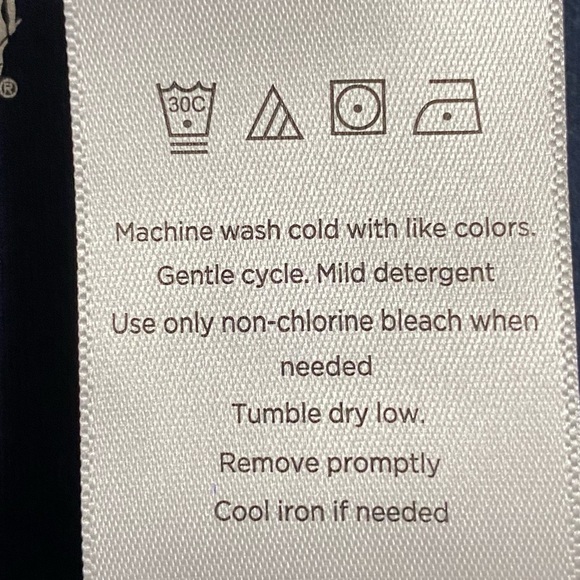 ®
30C
Machine wash cold with like colors.
Gentle cycle. Mild detergent
Use only non-chlorine bleach when
needed
Tumble dry low.
Remove promptly
Cool iron if needed